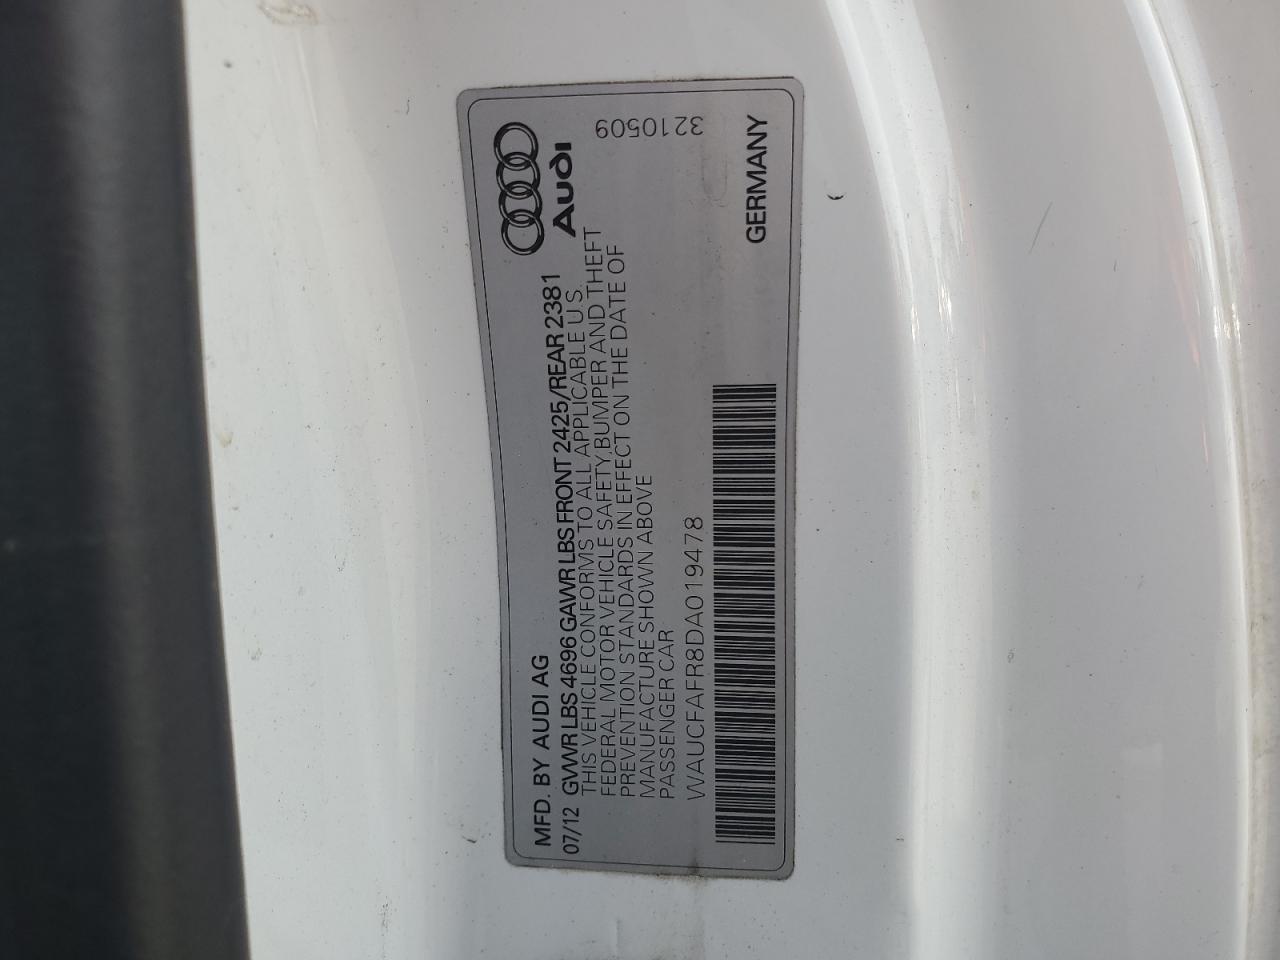 MFD. BY AUDI AG
07/12 GVWR LBS 4696 GAWR LBS FRONT 2425/REAR 2381
THIS VEHICLE CONFORMS TO ALL APPLICABLE U.S.
FEDERAL MOTOR VEHICLE SAFETY,BUMPER AND THEFT
PREVENTION STANDARDS IN EFFECT ON THE DATE OF
MANUFACTURE SHOWN ABOVE
PASSENGER CAR
WAUCFAFR8DA019478
Audi
3210509
GERMANY